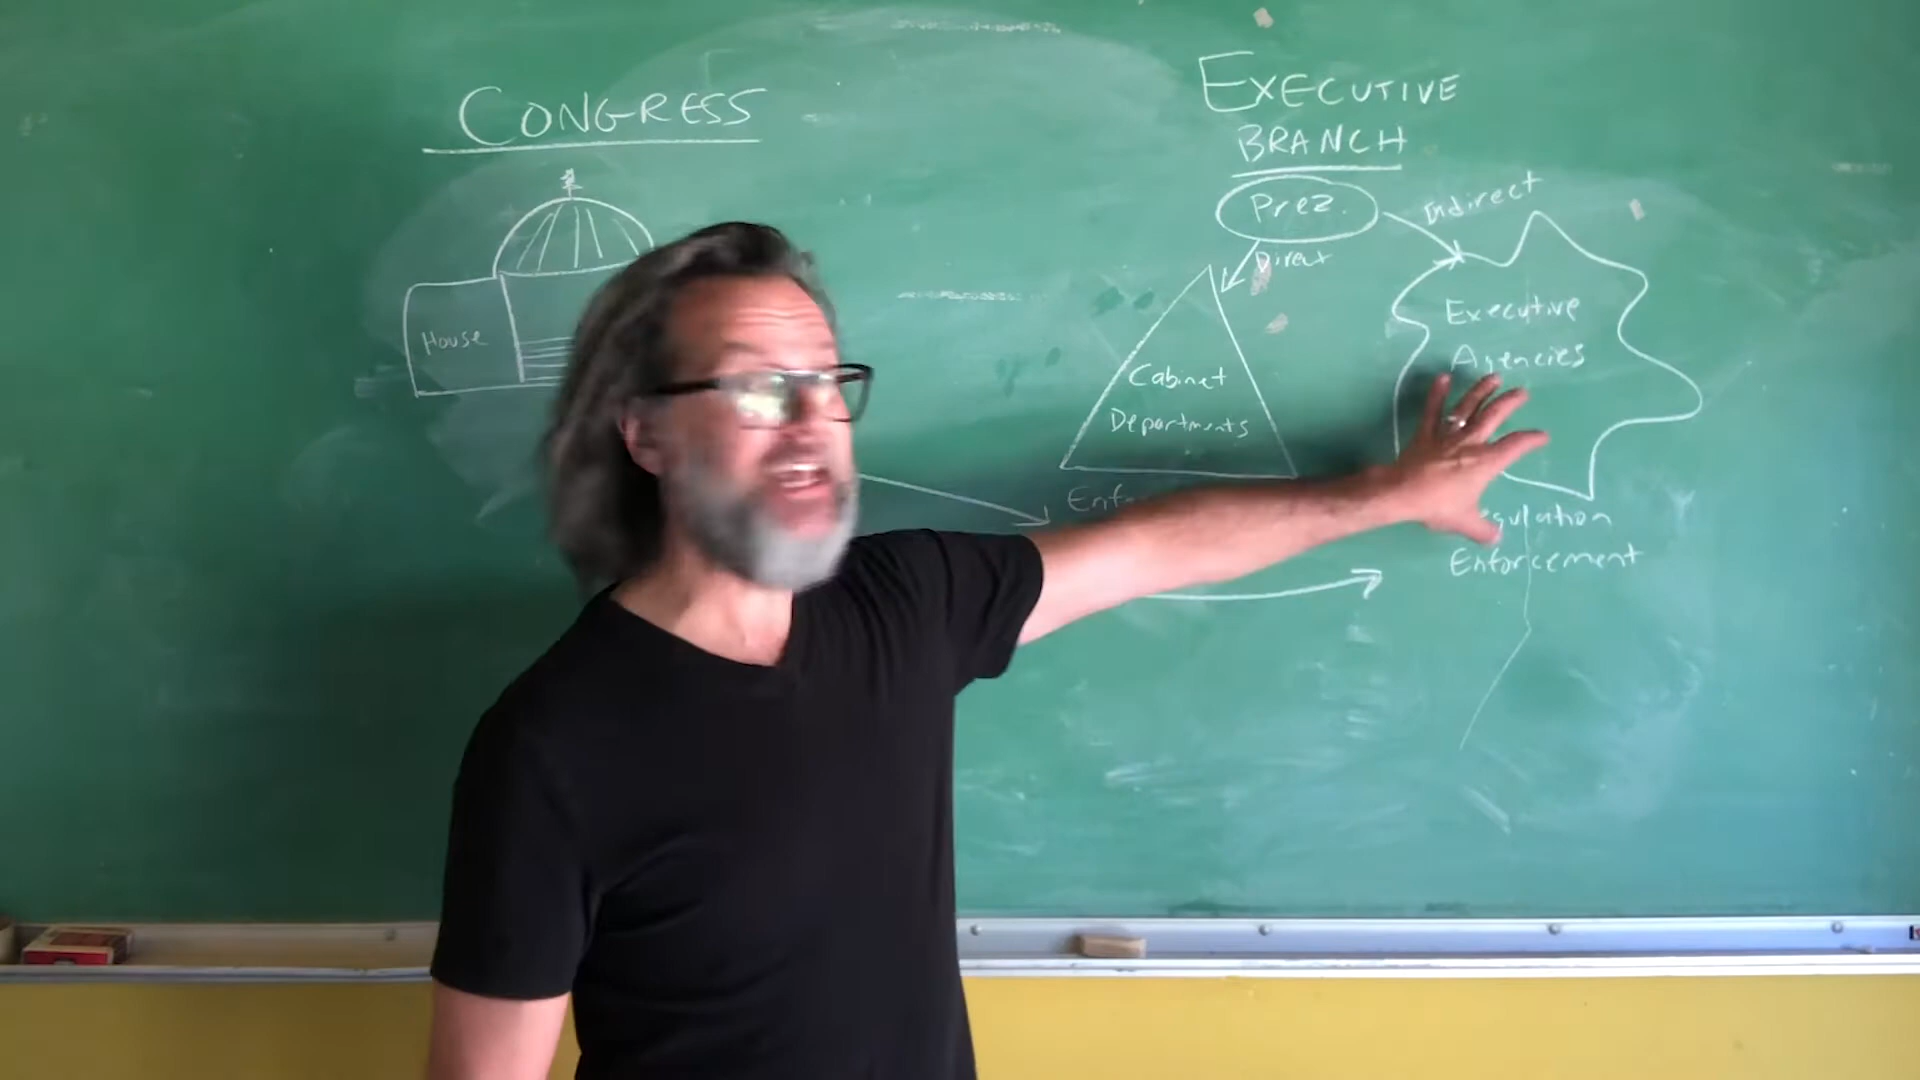 CONGRESS
House
EXECUTIVE
BRANCH
Prez.
Indirect
Direct
Cabinet
Departments
Executive
Agencies
Enforcement